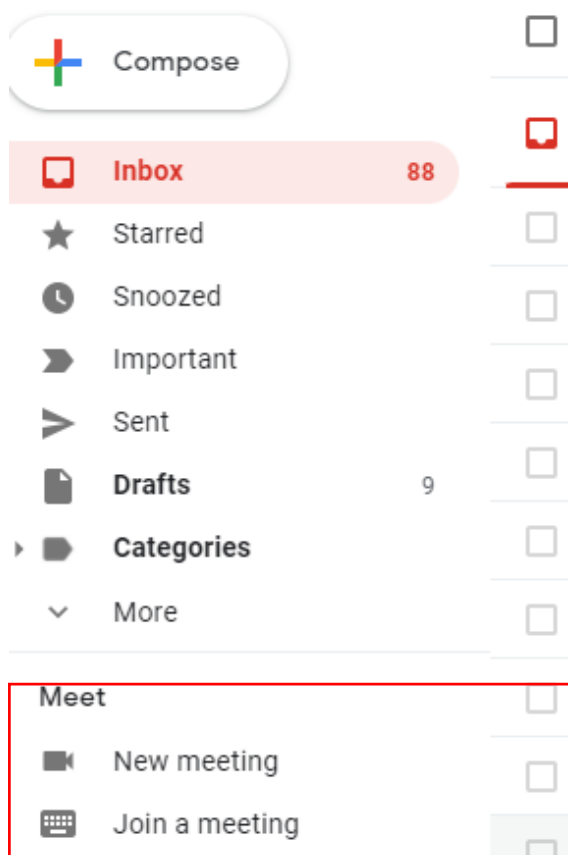 Compose
Inbox 88
Starred
Snoozed
Important
Sent
Drafts 9
Categories
More
Meet
New meeting
Join a meeting